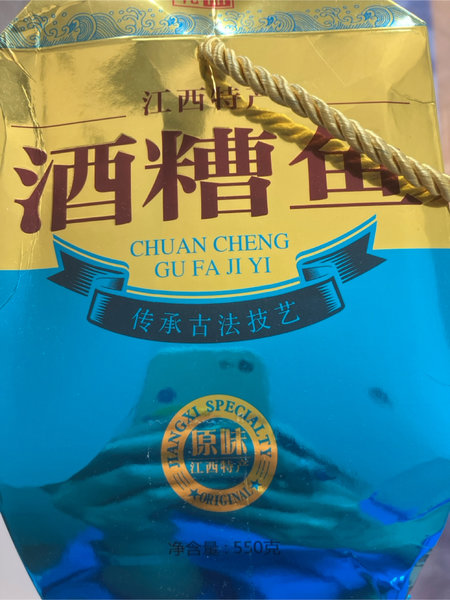 江西特产
酒糟鱼
CHUAN CHENG
GU FA JI YI
传承古法技艺
JIANGXI SPECIALTY
原味
江西特产
ORIGINAL
净含量：550克